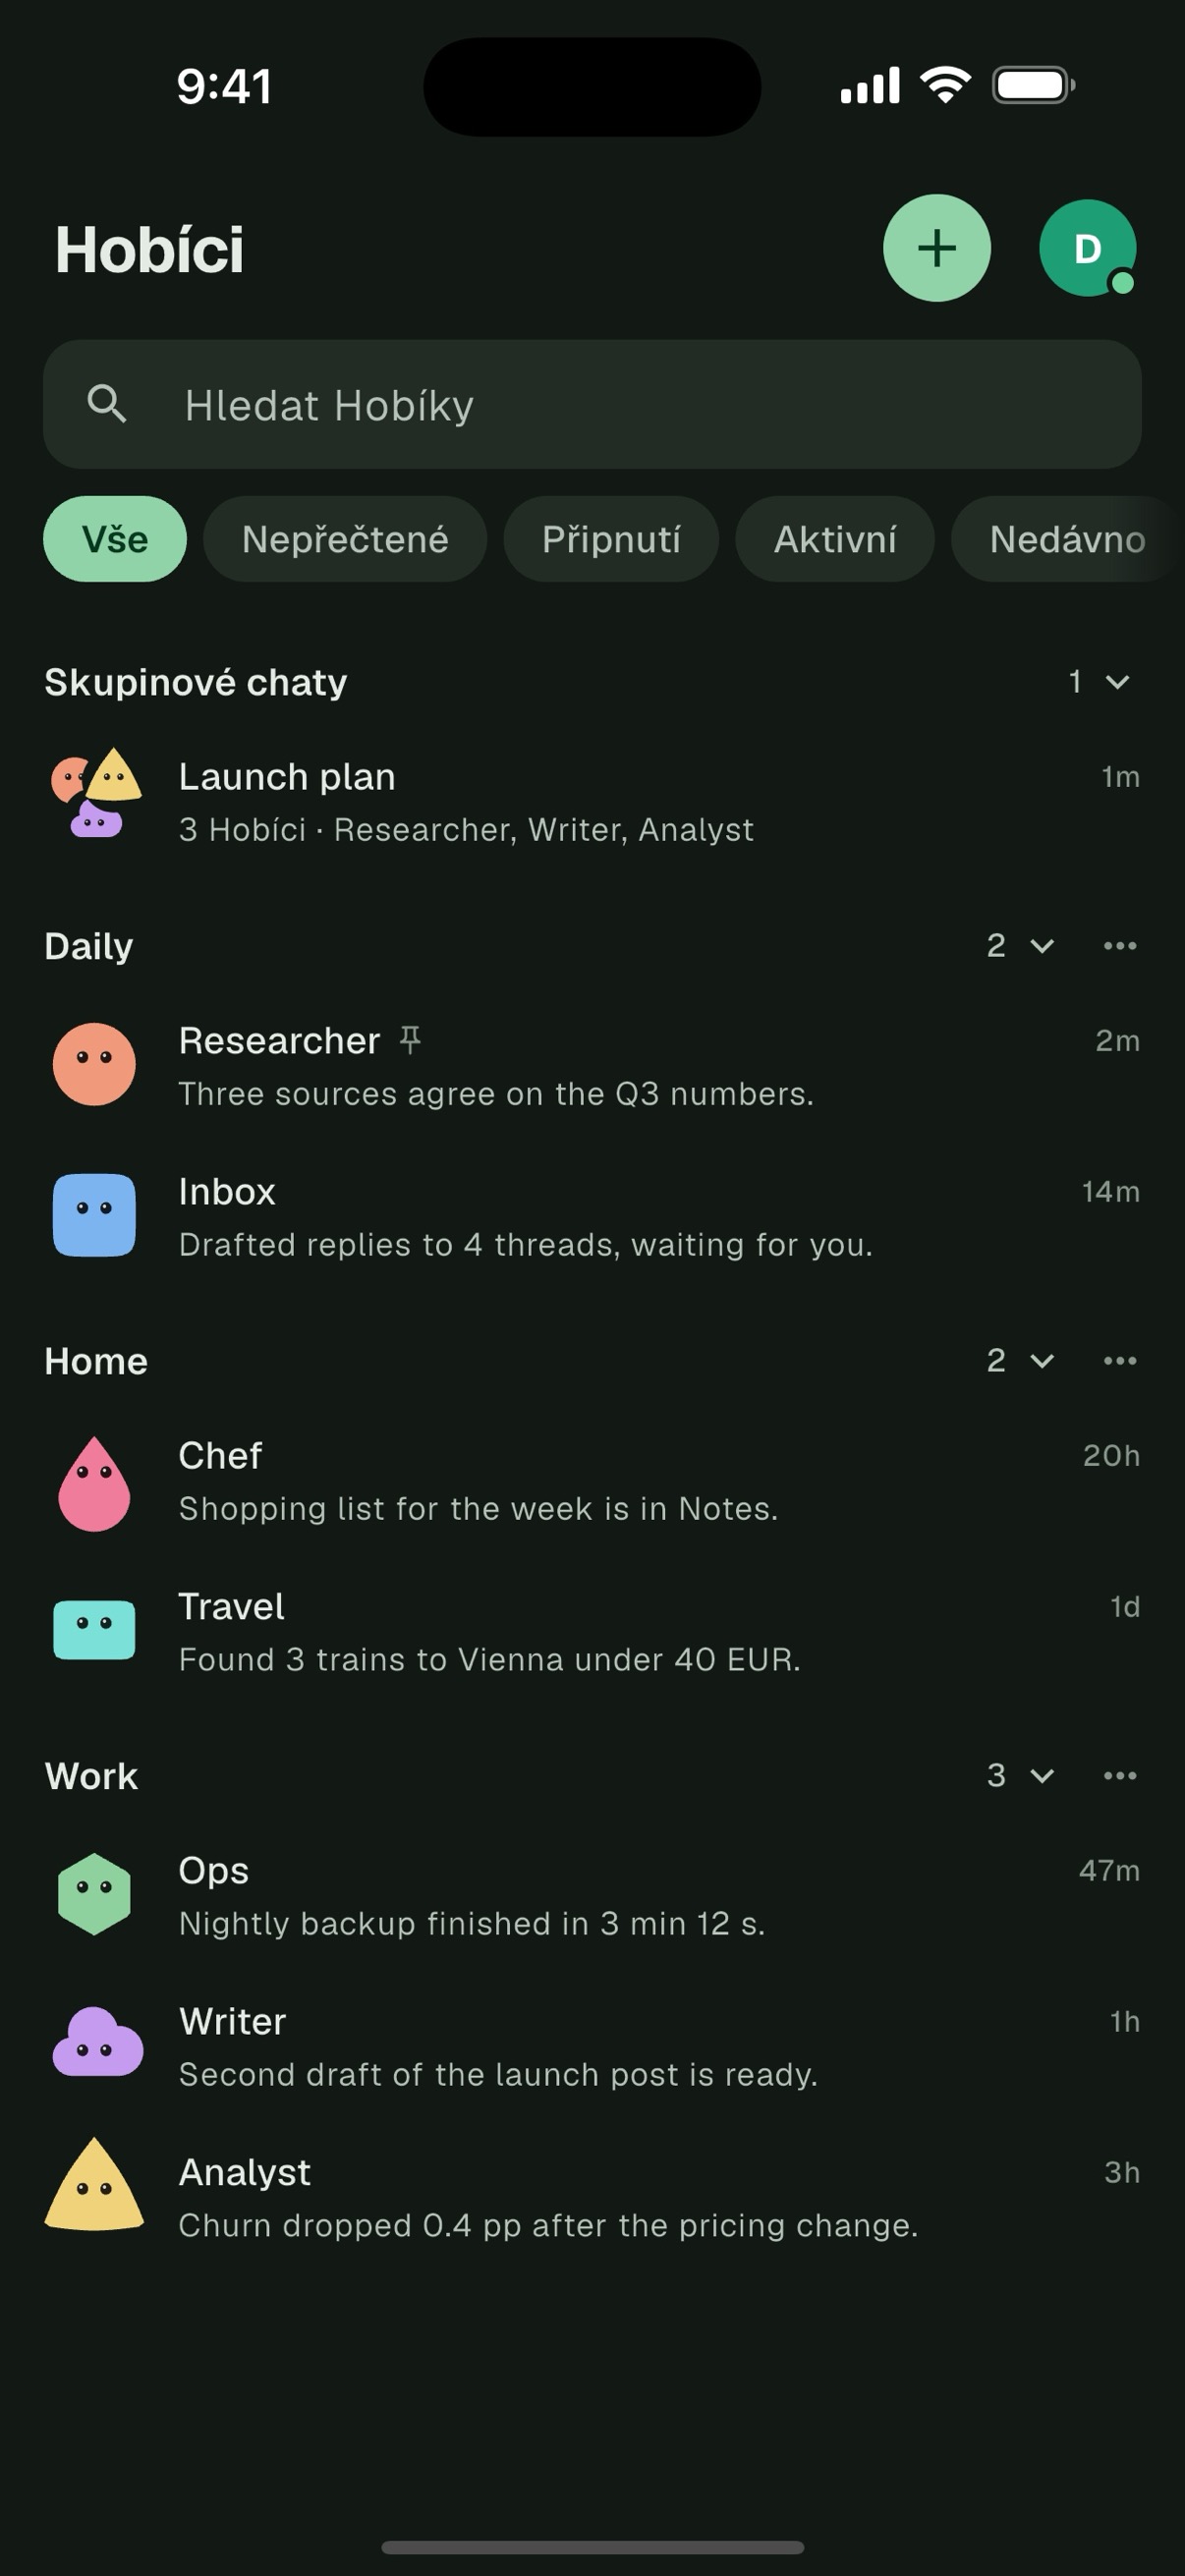 9:41
Hobíci
D
Hledat Hobíky
Vše Nepřečtené Připnutí Aktivní Nedávno
Skupinové chaty 1
Launch plan 1m
3 Hobíci · Researcher, Writer, Analyst
Daily 2
Researcher 2m
Three sources agree on the Q3 numbers.
Inbox 14m
Drafted replies to 4 threads, waiting for you.
Home 2
Chef 20h
Shopping list for the week is in Notes.
Travel 1d
Found 3 trains to Vienna under 40 EUR.
Work 3
Ops 47m
Nightly backup finished in 3 min 12 s.
Writer 1h
Second draft of the launch post is ready.
Analyst 3h
Churn dropped 0.4 pp after the pricing change.